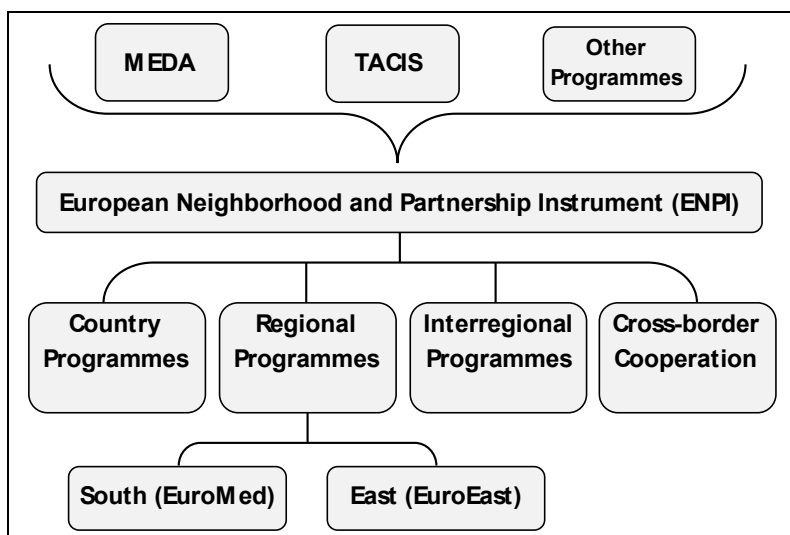 MEDA
TACIS
Other
Programmes
European Neighborhood and Partnership Instrument (ENPI)
Country
Programmes
Regional
Programmes
Interregional
Programmes
Cross-border
Cooperation
South (EuroMed)
East (EuroEast)